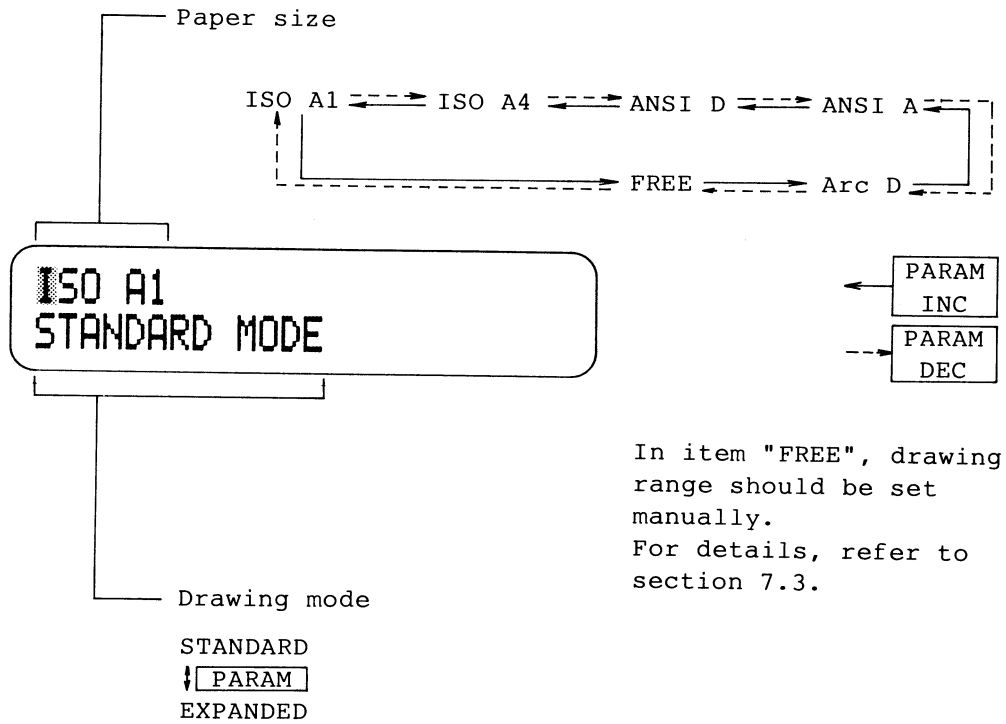 Paper size
ISO A1 ISO A4 ANSI D ANSI A
FREE Arc D
ISO A1
STANDARD MODE
PARAM
INC
PARAM
DEC
In item "FREE", drawing
range should be set
manually.
For details, refer to
section 7.3.
Drawing mode
STANDARD
PARAM
EXPANDED